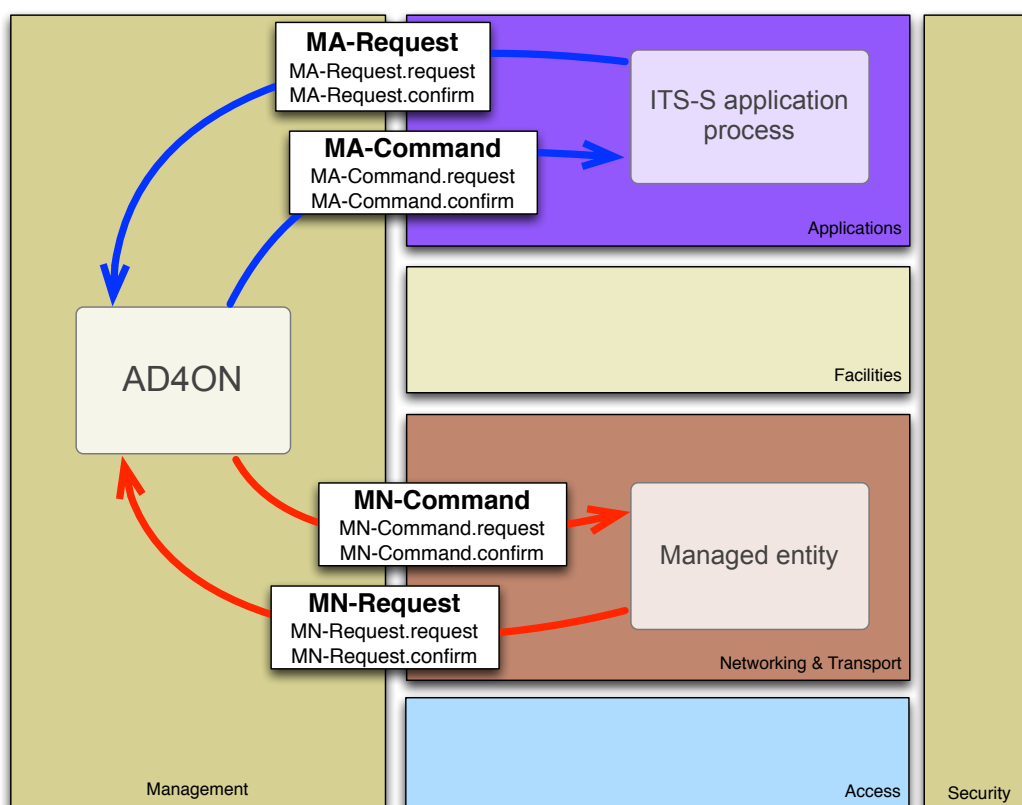 MA-Request
MA-Request.request
MA-Request.confirm
ITS-S application
process
MA-Command
MA-Command.request
MA-Command.confirm
Applications
AD4ON
Facilities
MN-Command
MN-Command.request
MN-Command.confirm
Managed entity
MN-Request
MN-Request.request
MN-Request.confirm
Networking & Transport
Management
Access
Security